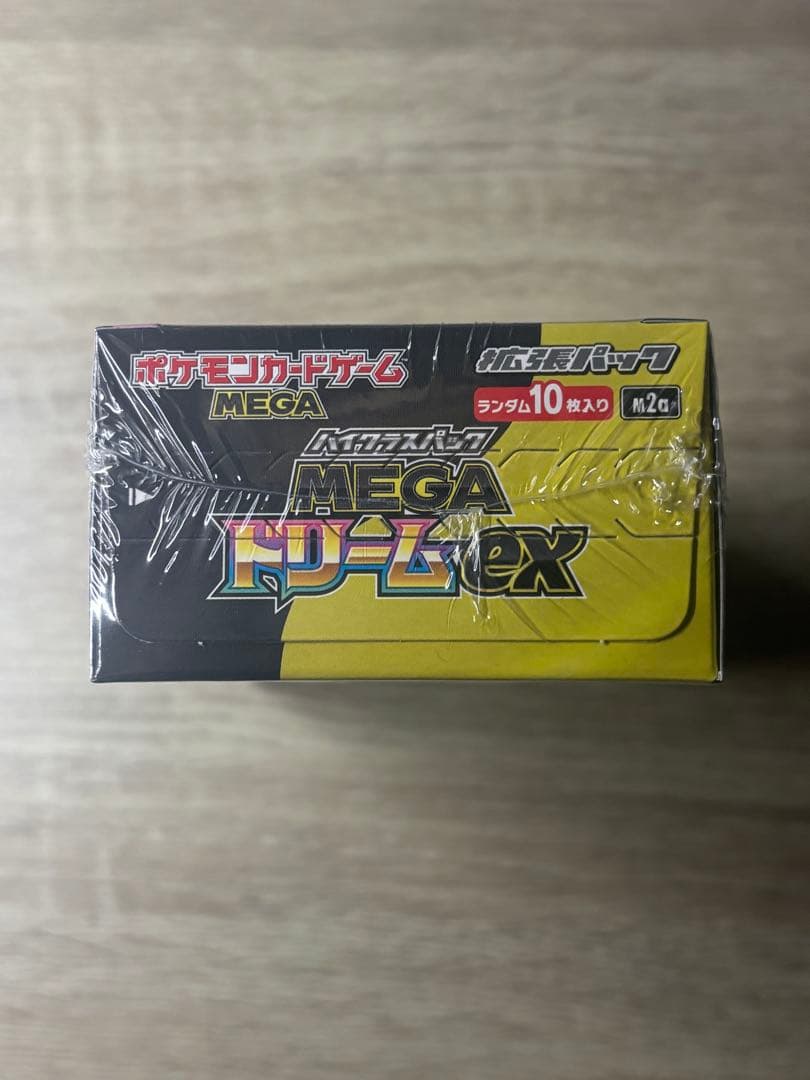 ポケモンカードゲーム
MEGA
拡張パック
ランダム10枚入り
M2a
ハイクラスパック
MEGA
ドリームex